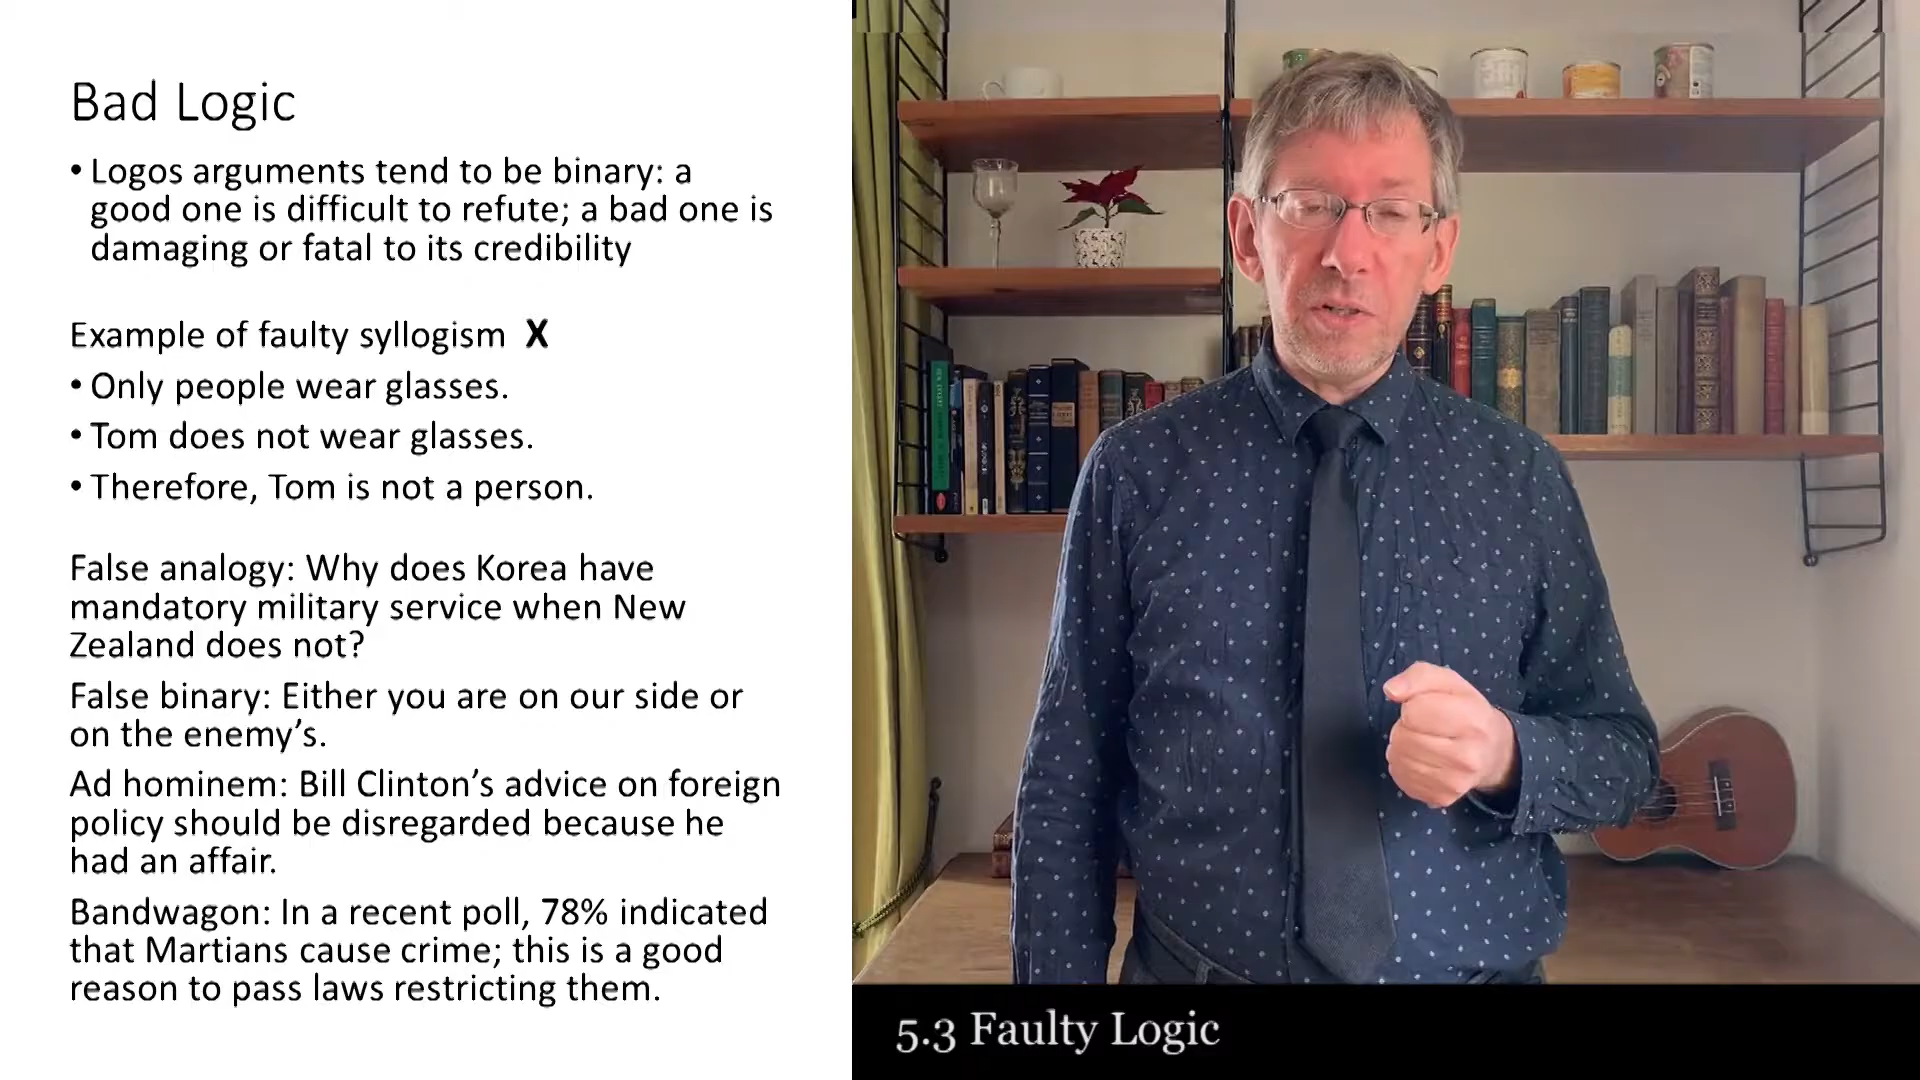 Bad Logic
• Logos arguments tend to be binary: a
good one is difficult to refute; a bad one is
damaging or fatal to its credibility
Example of faulty syllogism X
• Only people wear glasses.
• Tom does not wear glasses.
• Therefore, Tom is not a person.
False analogy: Why does Korea have
mandatory military service when New
Zealand does not?
False binary: Either you are on our side or
on the enemy’s.
Ad hominem: Bill Clinton’s advice on foreign
policy should be disregarded because he
had an affair.
Bandwagon: In a recent poll, 78% indicated
that Martians cause crime; this is a good
reason to pass laws restricting them.
5.3 Faulty Logic